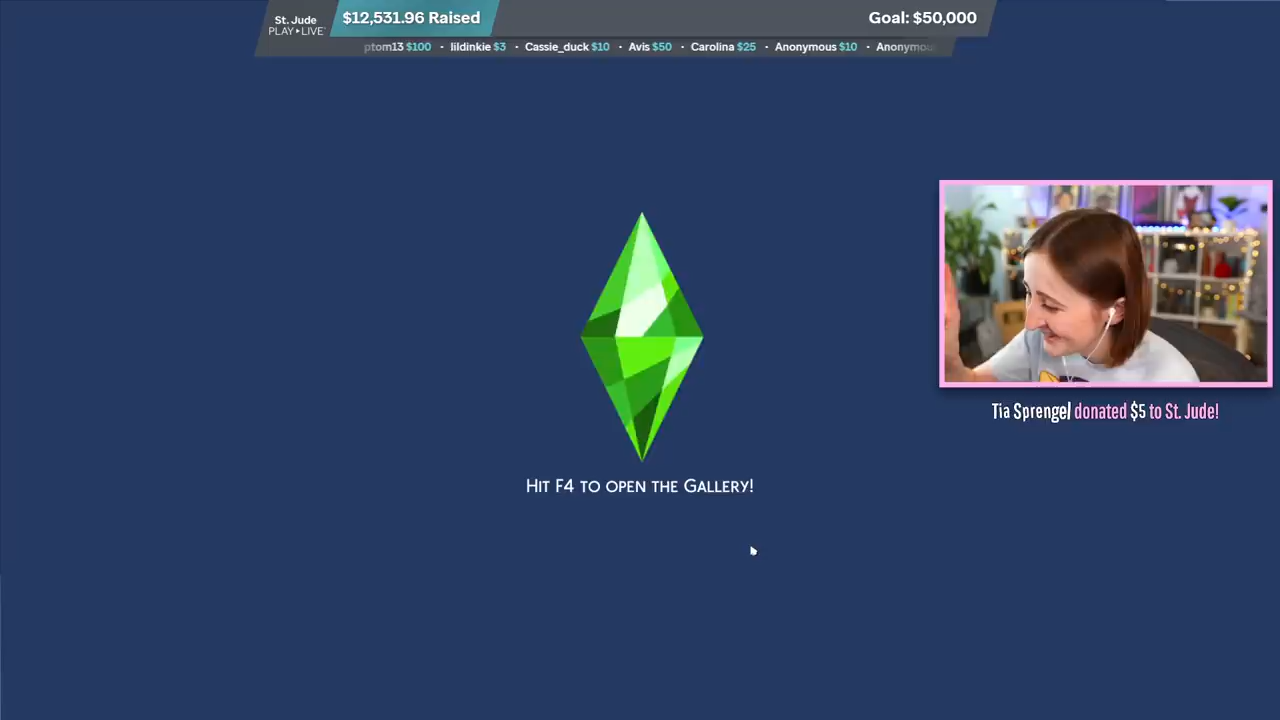 St. Jude
PLAY LIVE
$12,531.96 Raised
Goal: $50,000
ptom13 $100 · lildinkie $3 · Cassie_duck $10 · Avis $50 · Carolina $25 · Anonymous $10 · Anonymou
Tia Sprengel donated $5 to St. Jude!
HIT F4 TO OPEN THE GALLERY!